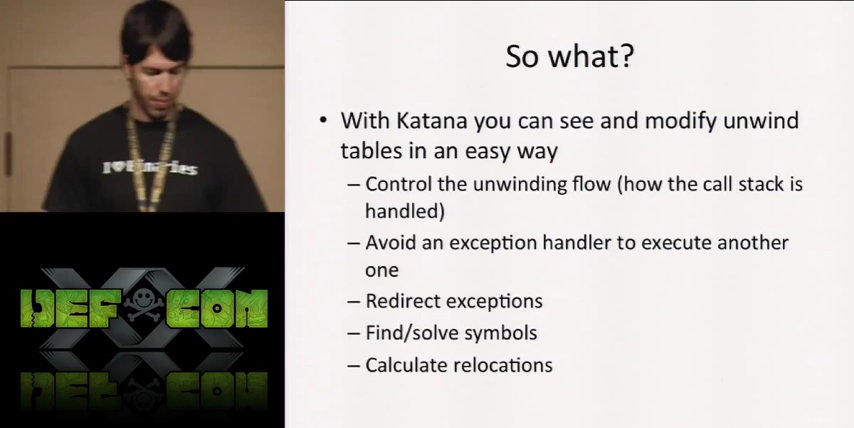 So what?
I♥Binaries
• With Katana you can see and modify unwind
tables in an easy way
– Control the unwinding flow (how the call stack is
handled)
– Avoid an exception handler to execute another
one
– Redirect exceptions
– Find/solve symbols
– Calculate relocations
DEF CON
XX